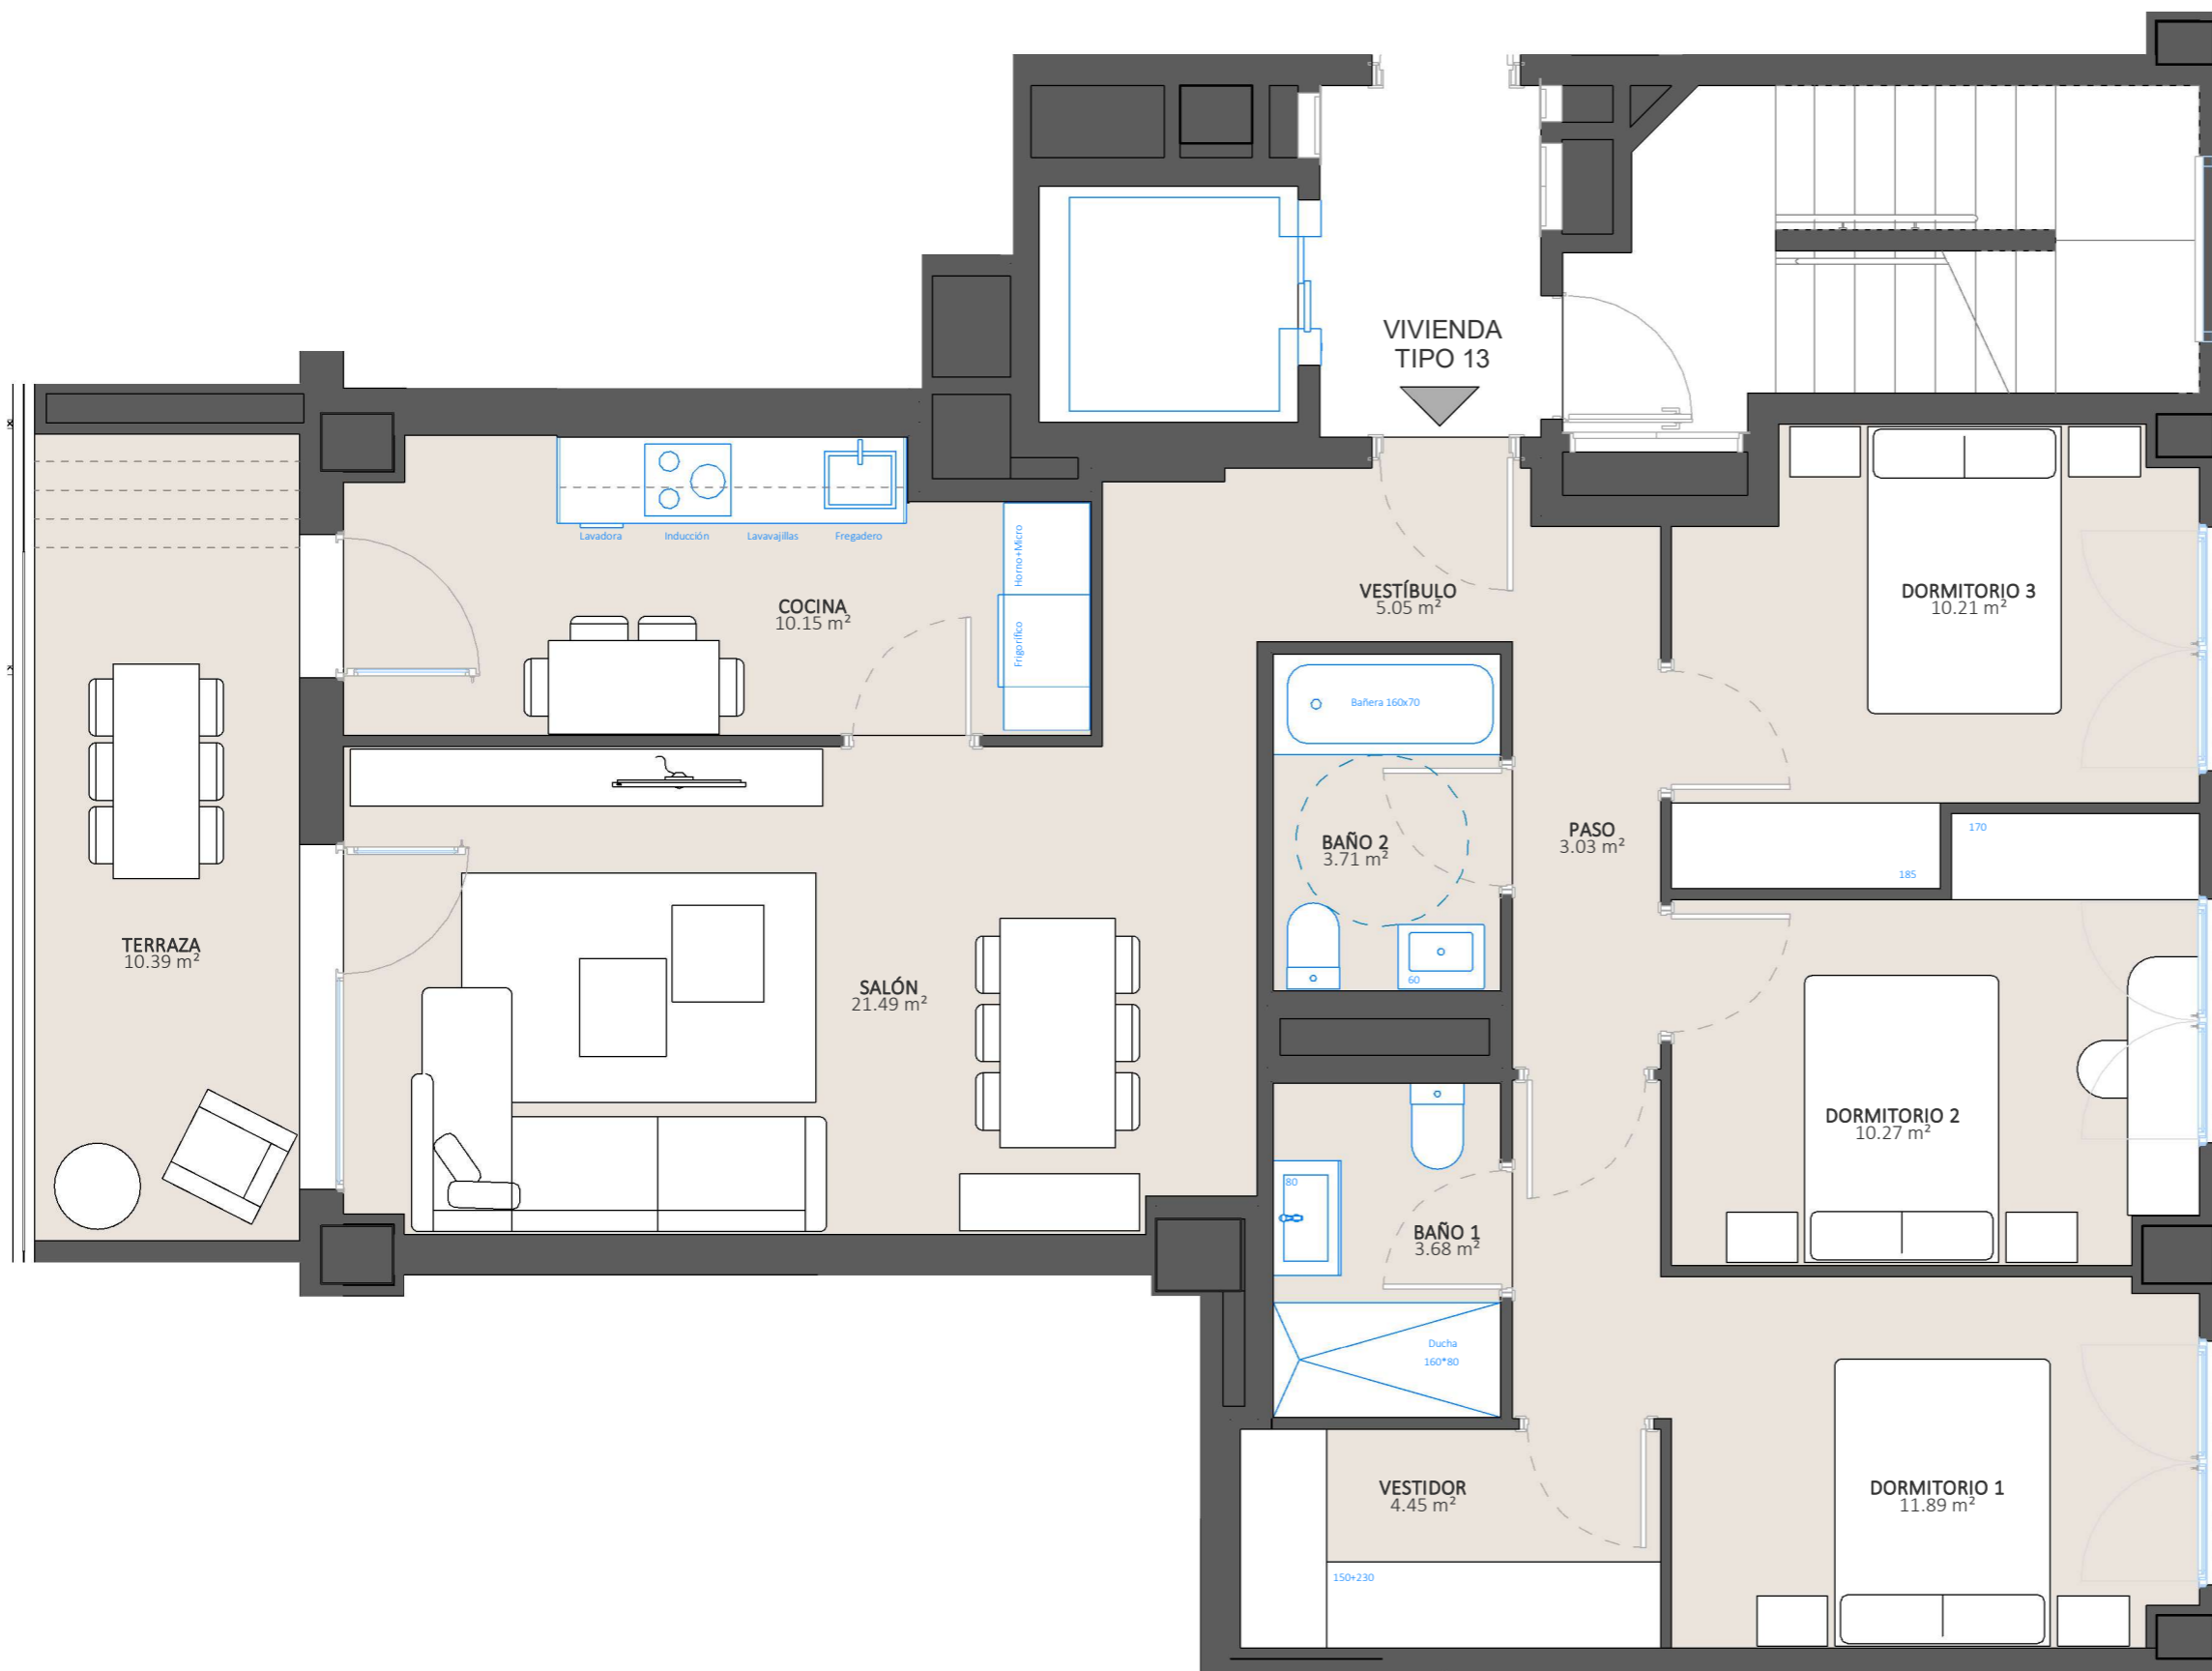 VIVIENDA
TIPO 13
Lavadora
Inducción
Lavavajillas
Fregadero
Horno+Micro
Frigorífico
COCINA
10.15 m²
VESTÍBULO
5.05 m²
DORMITORIO 3
10.21 m²
Bañera 160x70
BAÑO 2
3.71 m²
60
PASO
3.03 m²
170
185
TERRAZA
10.39 m²
SALÓN
21.49 m²
DORMITORIO 2
10.27 m²
80
BAÑO 1
3.68 m²
Ducha
160*80
VESTIDOR
4.45 m²
150+230
DORMITORIO 1
11.89 m²